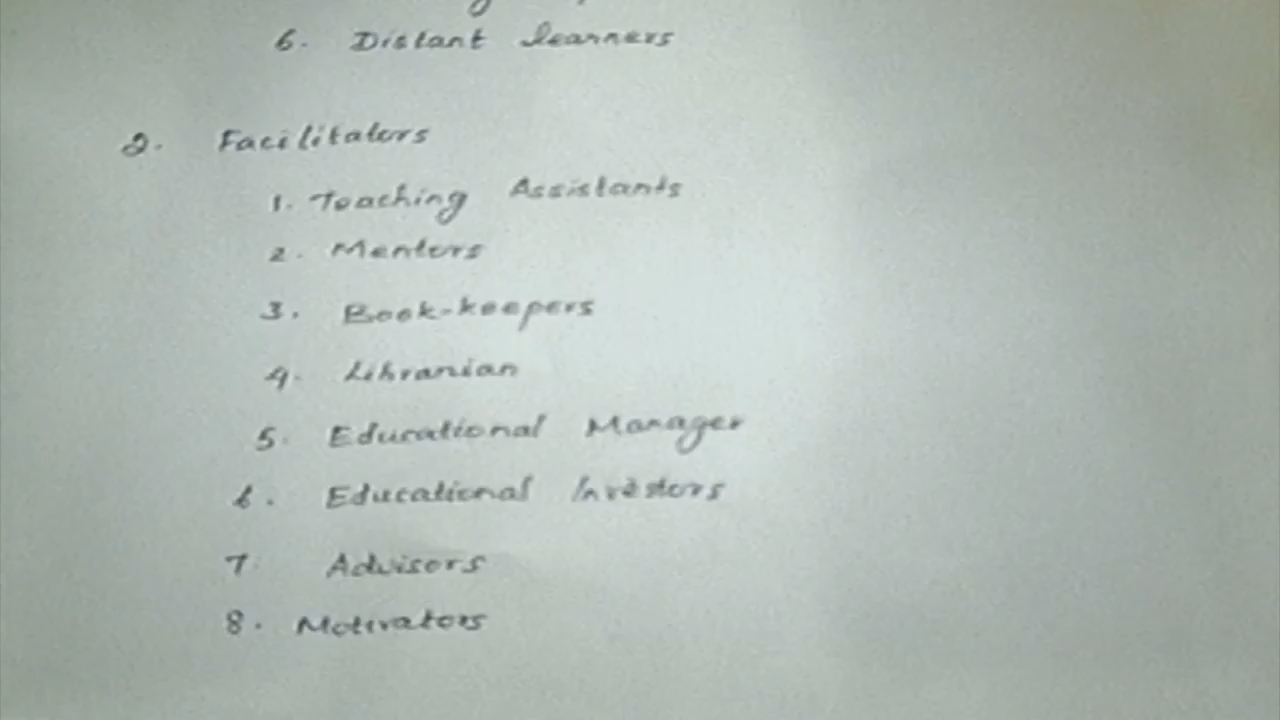 6. Distant learners
2. Facilitators
1. Teaching Assistants
2. Mentors
3. Book-keepers
4. Librarian
5. Educational Manager
6. Educational Investors
7. Advisors
8. Motivators